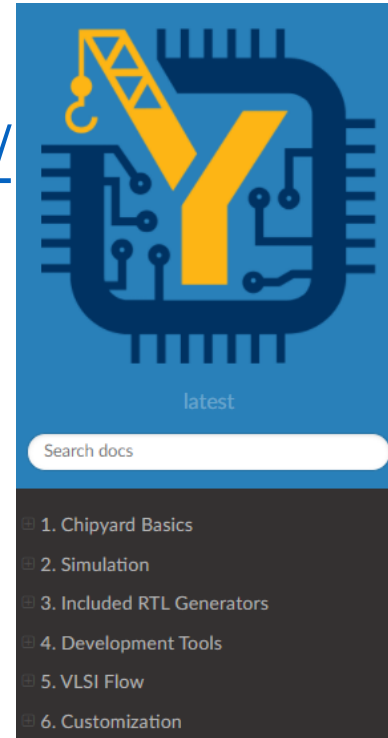 /
latest
Search docs
1. Chipyard Basics
2. Simulation
3. Included RTL Generators
4. Development Tools
5. VLSI Flow
6. Customization